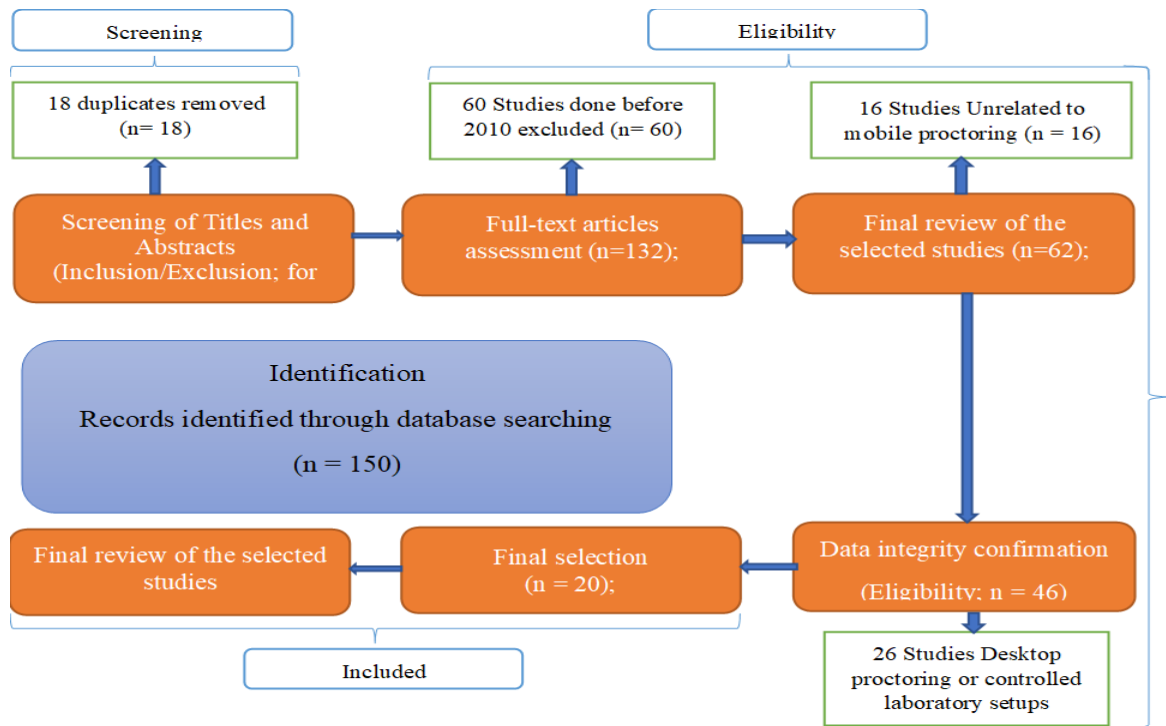 Screening
Eligibility
18 duplicates removed
(n= 18)
60 Studies done before
2010 excluded (n= 60)
16 Studies Unrelated to
mobile proctoring (n = 16)
Screening of Titles and
Abstracts
(Inclusion/Exclusion; for
Full-text articles
assessment (n=132);
Final review of the
selected studies (n=62);
Identification
Records identified through database searching
(n = 150)
Final review of the selected
studies
Final selection
(n = 20);
Data integrity confirmation
(Eligibility; n = 46)
Included
26 Studies Desktop
proctoring or controlled
laboratory setups